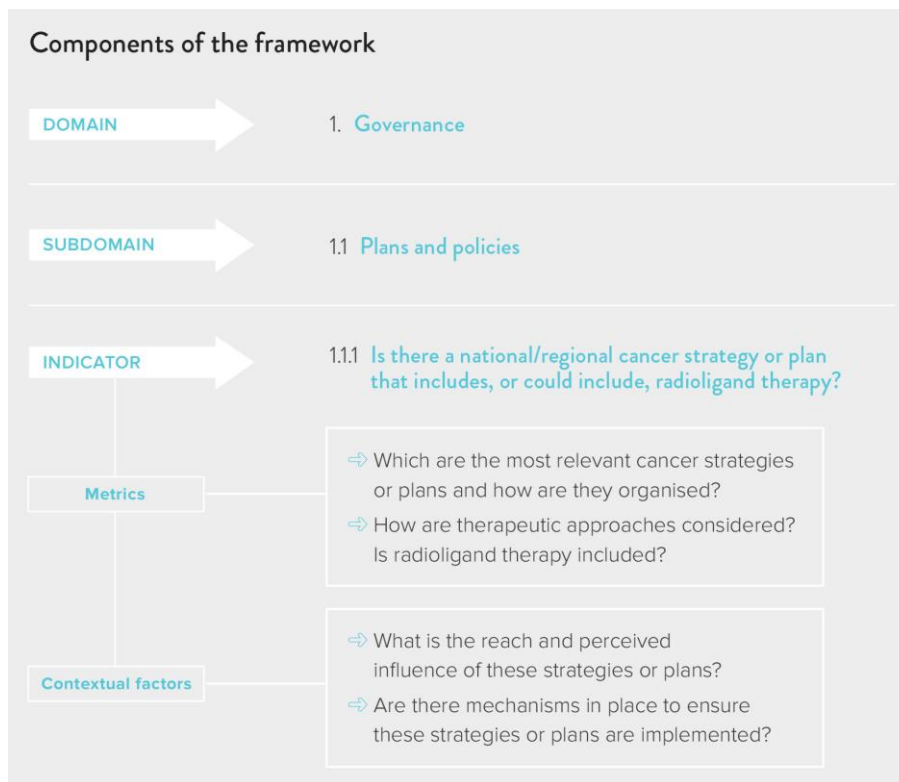 Components of the framework
DOMAIN
1. Governance
SUBDOMAIN
1.1 Plans and policies
INDICATOR
1.1.1 Is there a national/regional cancer strategy or plan
that includes, or could include, radioligand therapy?
Metrics
⇨ Which are the most relevant cancer strategies
or plans and how are they organised?
⇨ How are therapeutic approaches considered?
Is radioligand therapy included?
Contextual factors
⇨ What is the reach and perceived
influence of these strategies or plans?
⇨ Are there mechanisms in place to ensure
these strategies or plans are implemented?